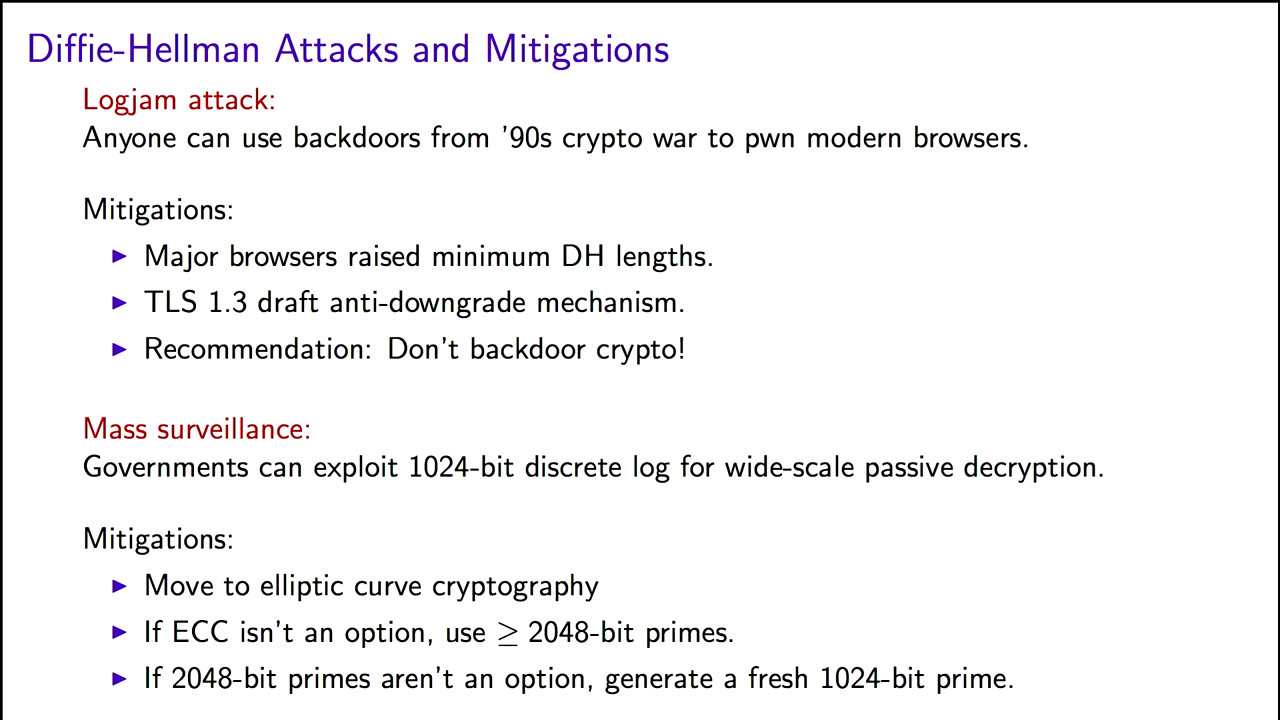 Diffie-Hellman Attacks and Mitigations
Logjam attack:
Anyone can use backdoors from '90s crypto war to pwn modern browsers.
Mitigations:
▶ Major browsers raised minimum DH lengths.
▶ TLS 1.3 draft anti-downgrade mechanism.
▶ Recommendation: Don't backdoor crypto!
Mass surveillance:
Governments can exploit 1024-bit discrete log for wide-scale passive decryption.
Mitigations:
▶ Move to elliptic curve cryptography
▶ If ECC isn't an option, use ≥ 2048-bit primes.
▶ If 2048-bit primes aren't an option, generate a fresh 1024-bit prime.